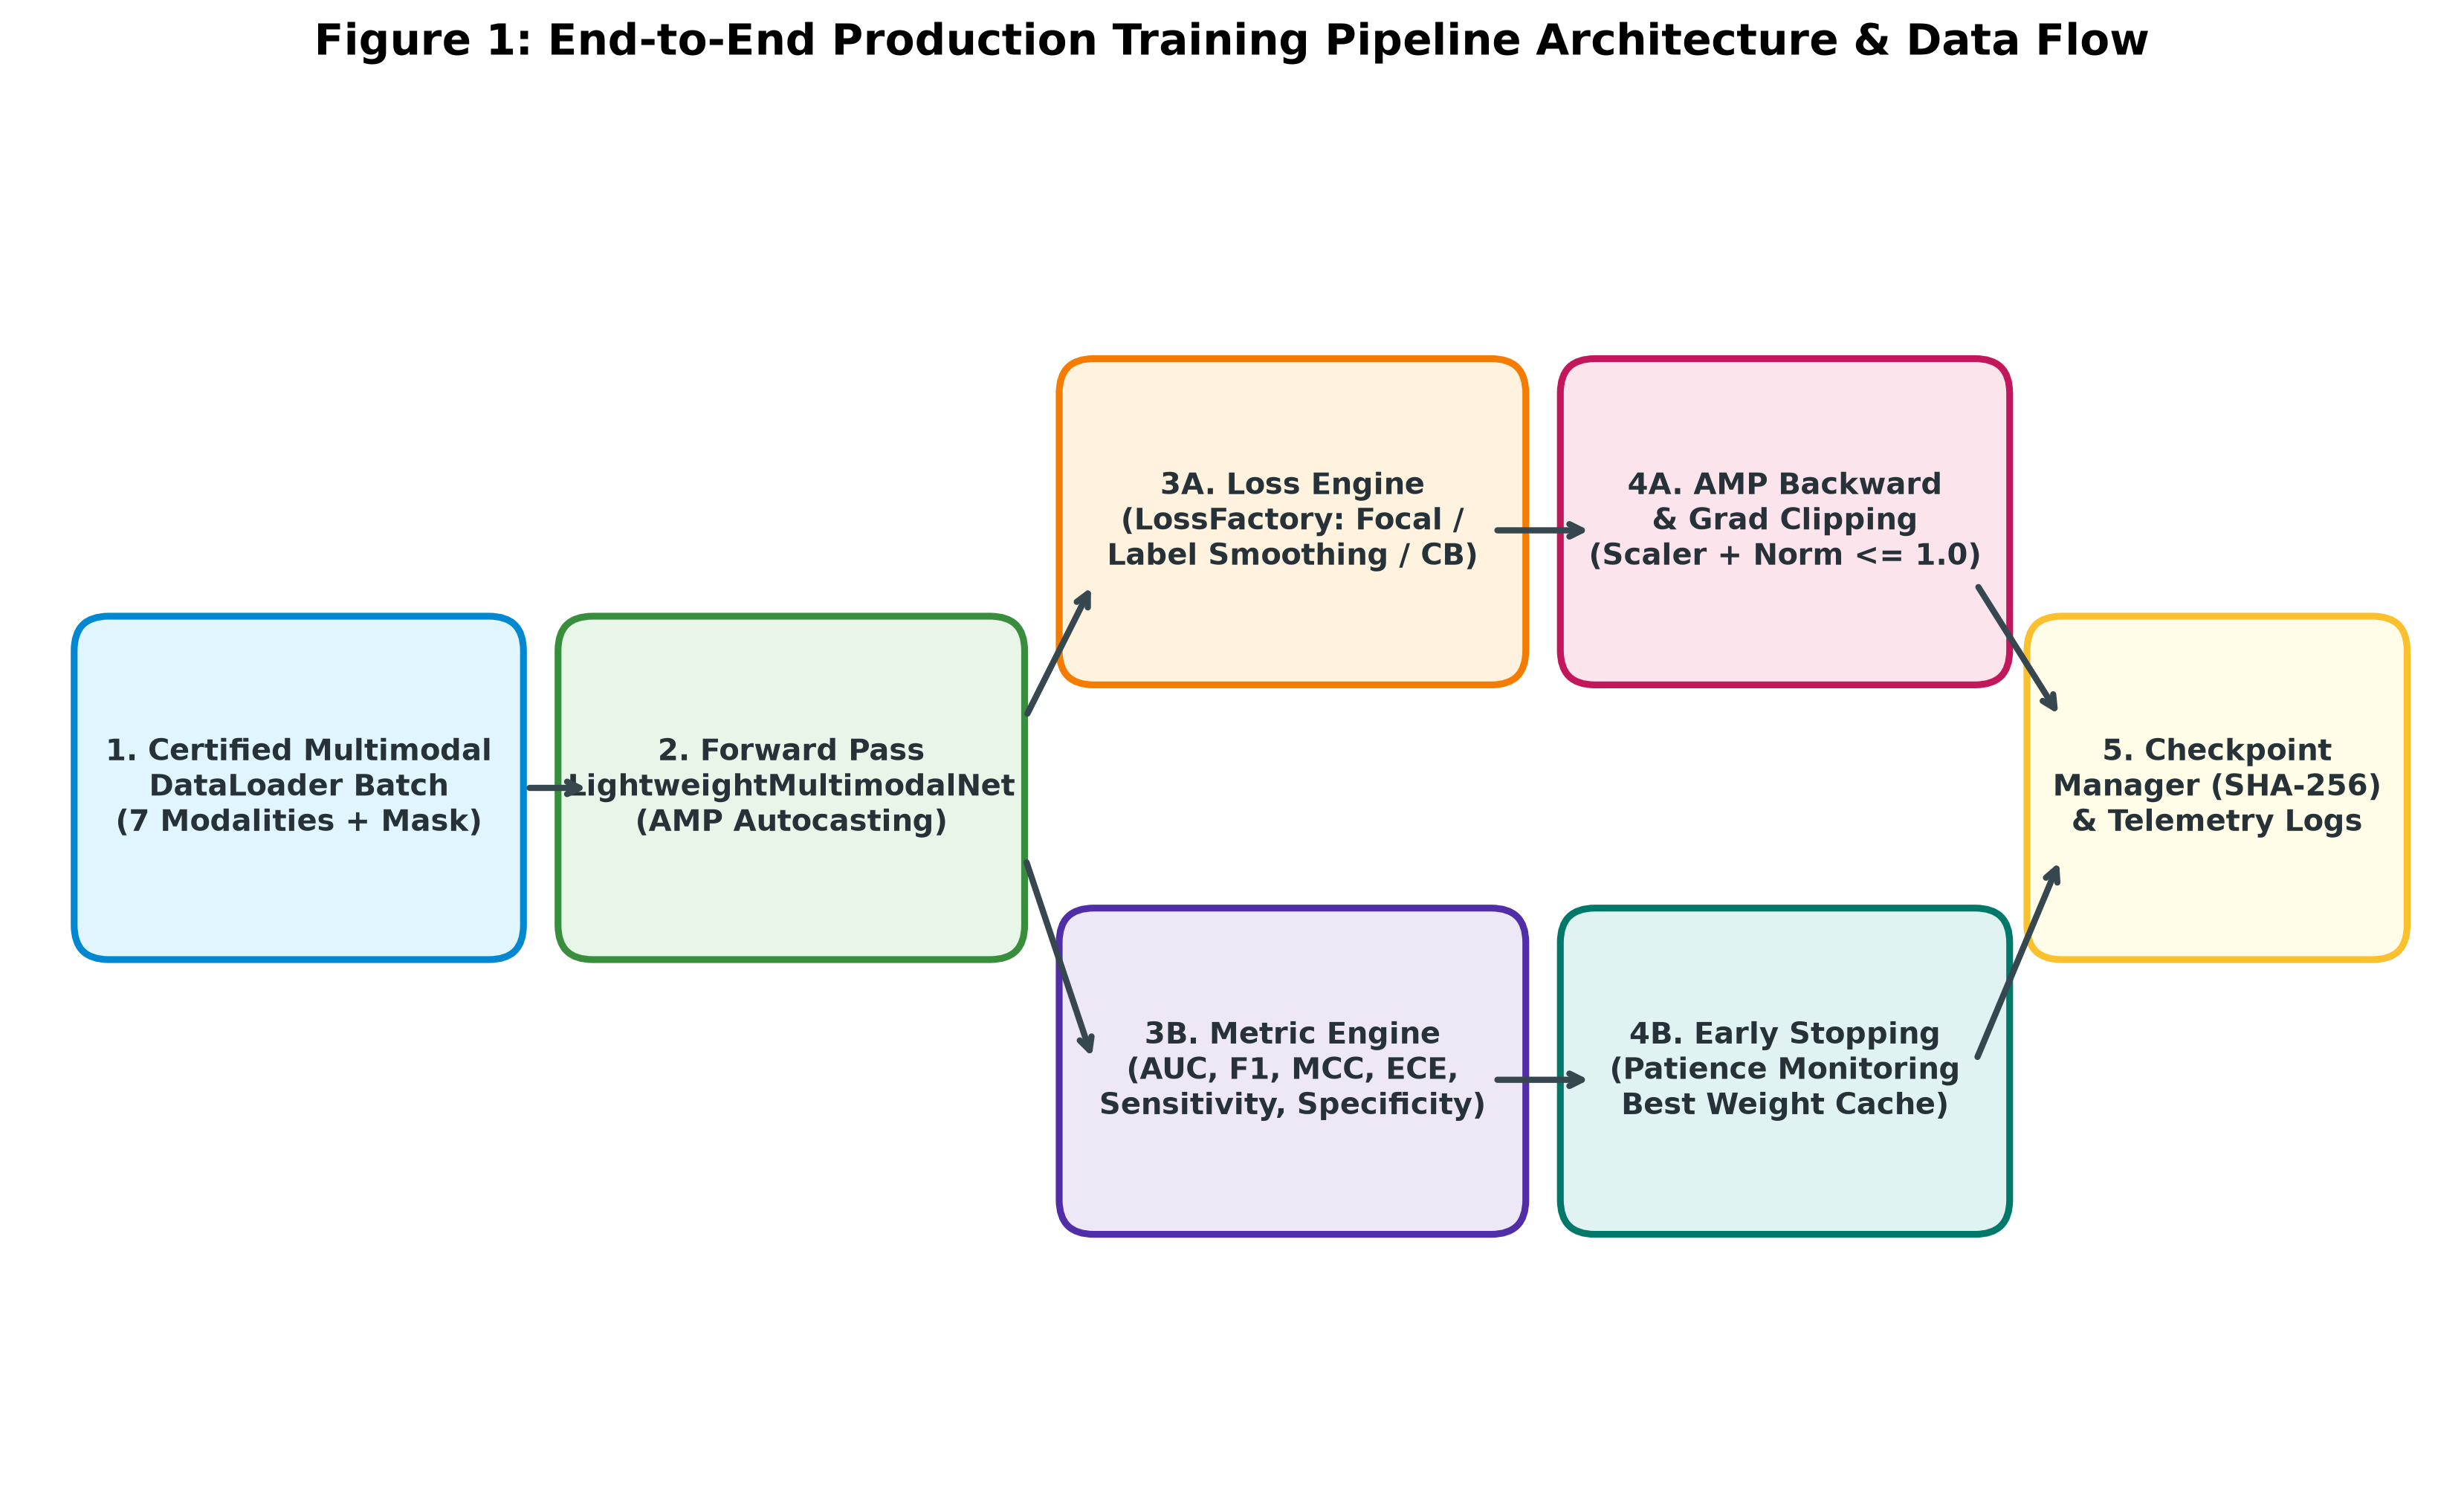 Figure 1: End-to-End Production Training Pipeline Architecture & Data Flow
1. Certified Multimodal
DataLoader Batch
(7 Modalities + Mask)
2. Forward Pass
LightweightMultimodalNet
(AMP Autocasting)
3A. Loss Engine
(LossFactory: Focal /
Label Smoothing / CB)
4A. AMP Backward
& Grad Clipping
(Scaler + Norm <= 1.0)
3B. Metric Engine
(AUC, F1, MCC, ECE,
Sensitivity, Specificity)
4B. Early Stopping
(Patience Monitoring
Best Weight Cache)
5. Checkpoint
Manager (SHA-256)
& Telemetry Logs